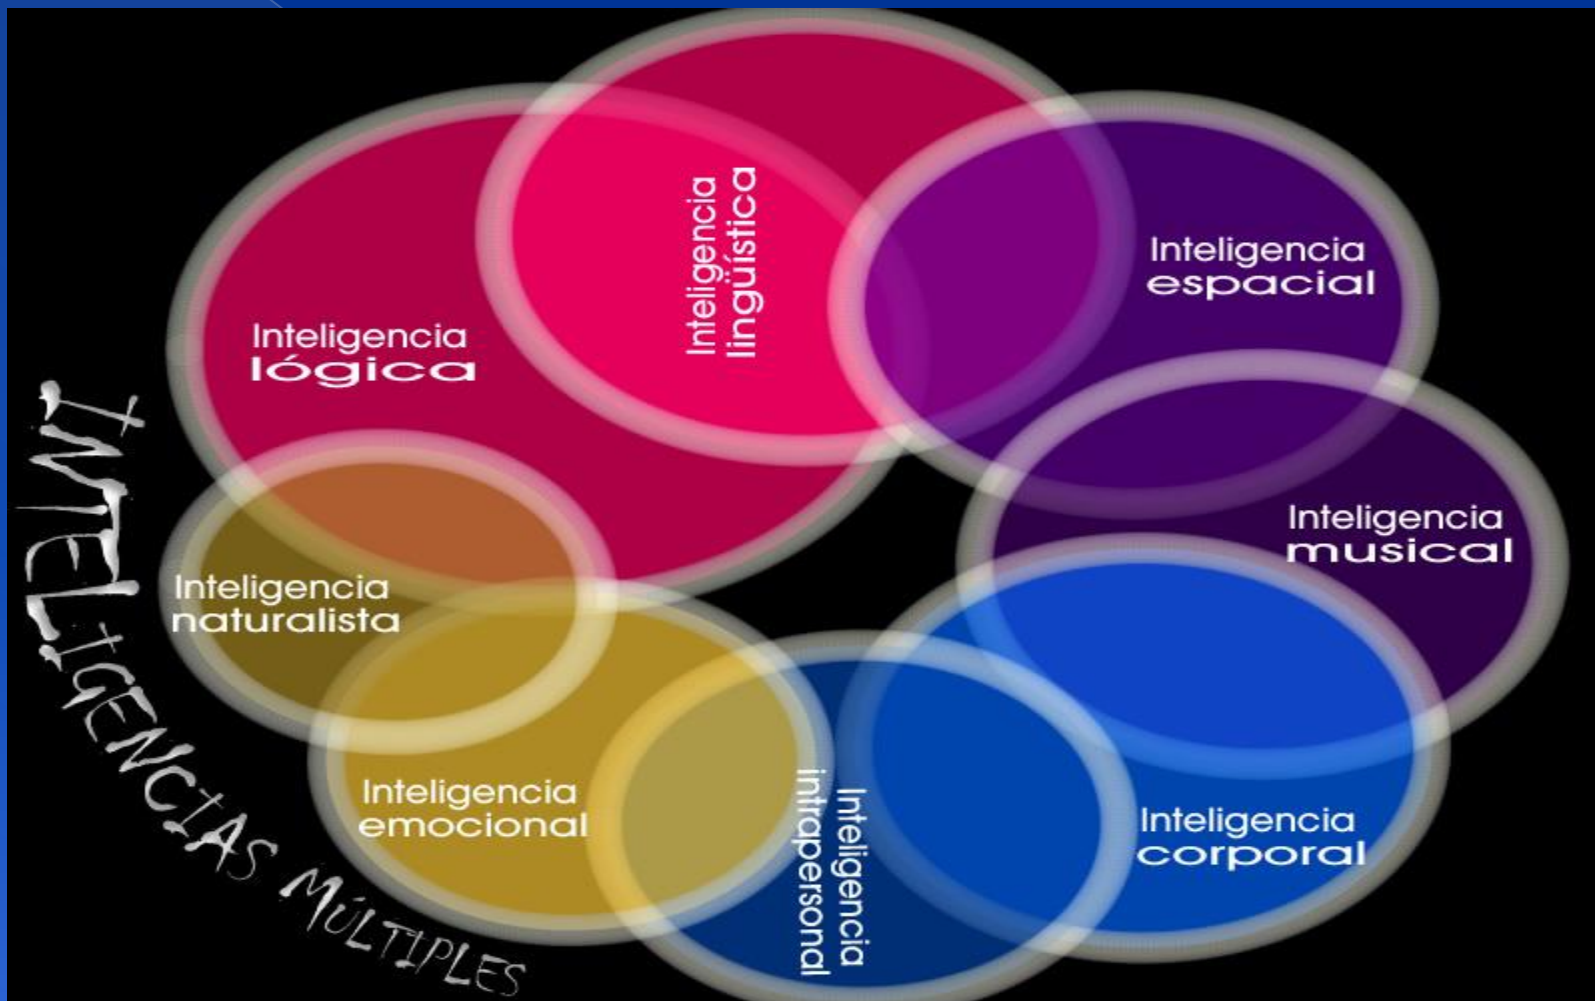 Inteligencia
lingüística
Inteligencia
espacial
Inteligencia
lógica
Inteligencia
musical
Inteligencia
naturalista
Inteligencia
emocional
Inteligencia
intrapersonal
Inteligencia
corporal
INTELIGENCIAS MÚLTIPLES